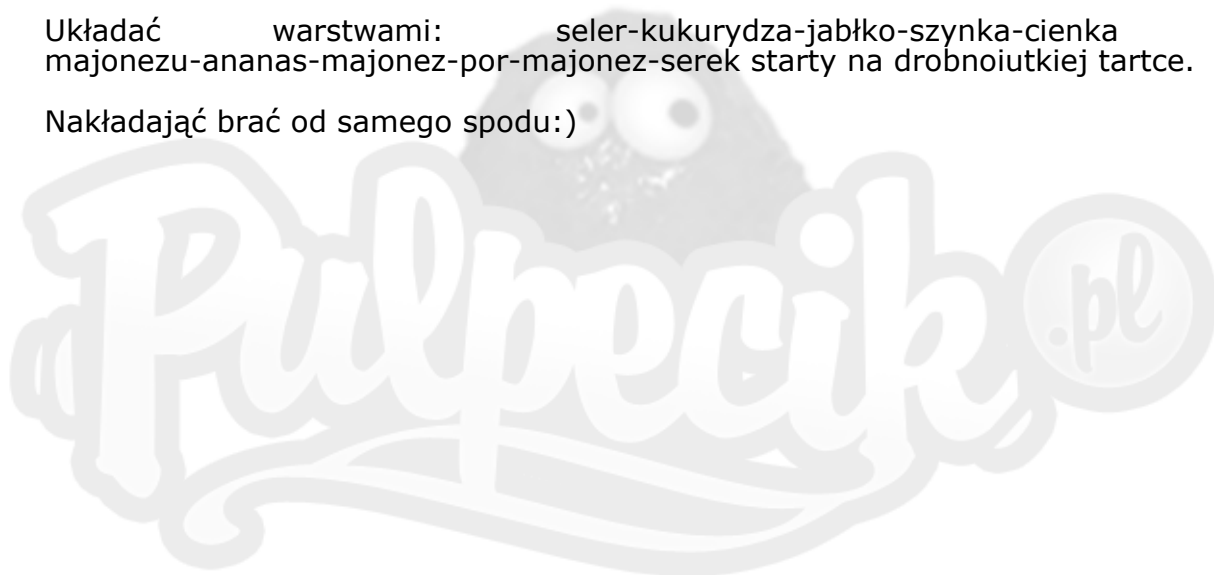 Układać warstwami: seler-kukurydza-jabłko-szynka-cienka
majonezu-ananas-majonez-por-majonez-serek starty na drobnoiutkiej tartce.
Nakładająć brać od samego spodu:)
Pulpecik .pl